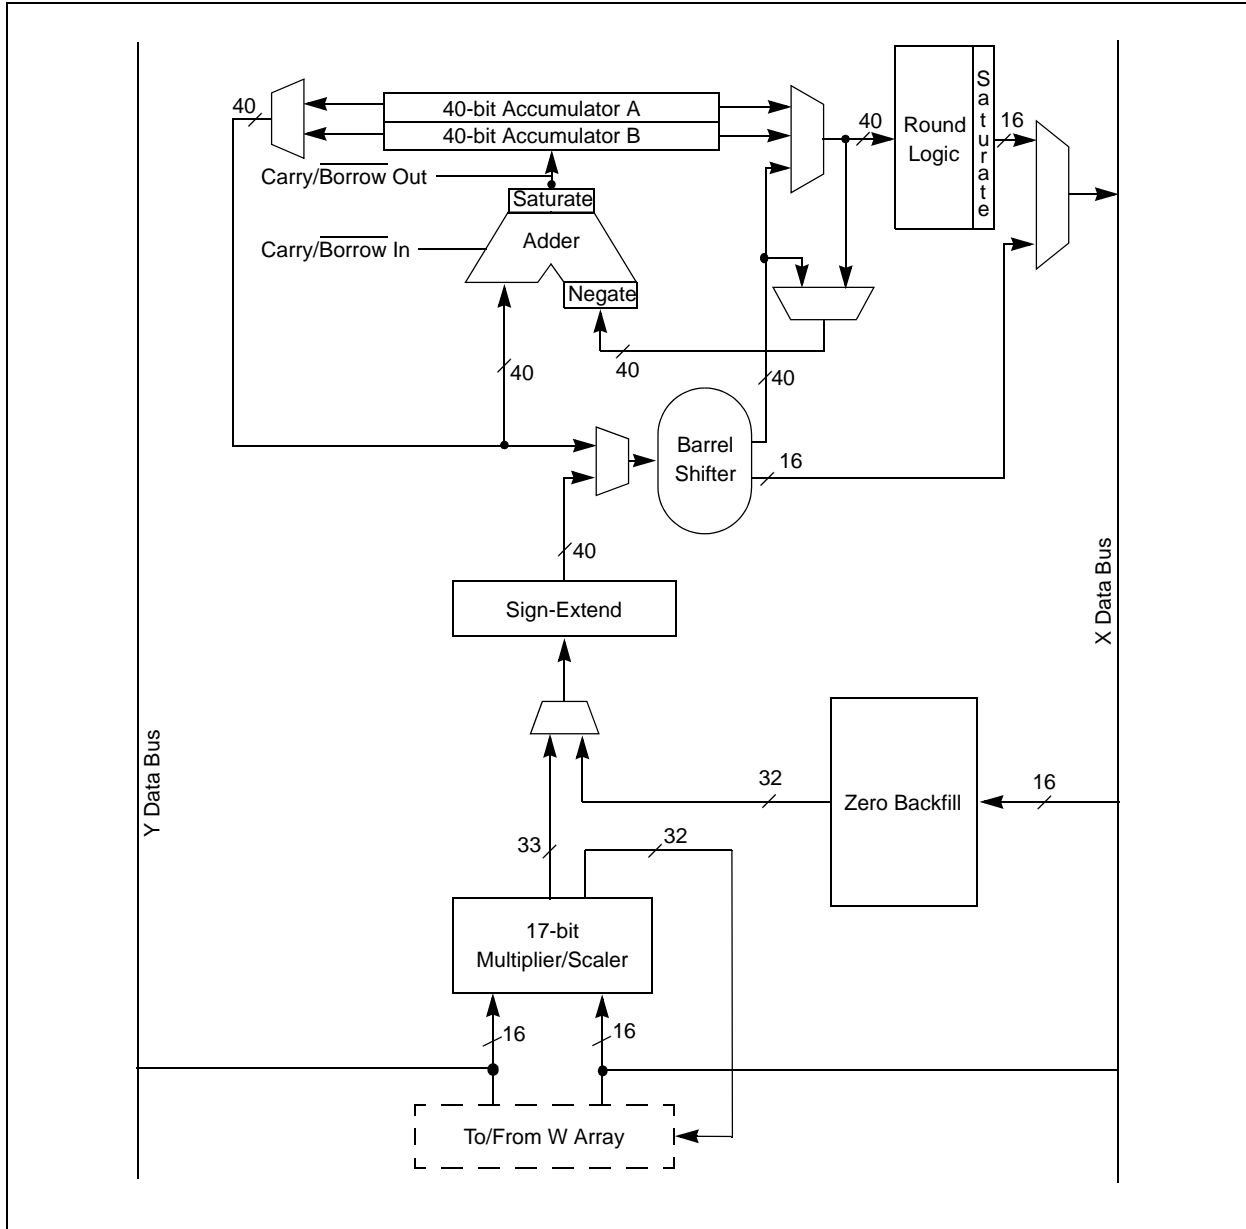 40
40-bit Accumulator A
40-bit Accumulator B
Carry/Borrow Out
Saturate
Carry/Borrow In
Adder
Negate
40
Round
Logic
Saturate
16
40
40
40
Barrel
Shifter
16
40
Sign-Extend
X Data Bus
Y Data Bus
32
Zero Backfill
16
33
32
17-bit
Multiplier/Scaler
16
16
To/From W Array